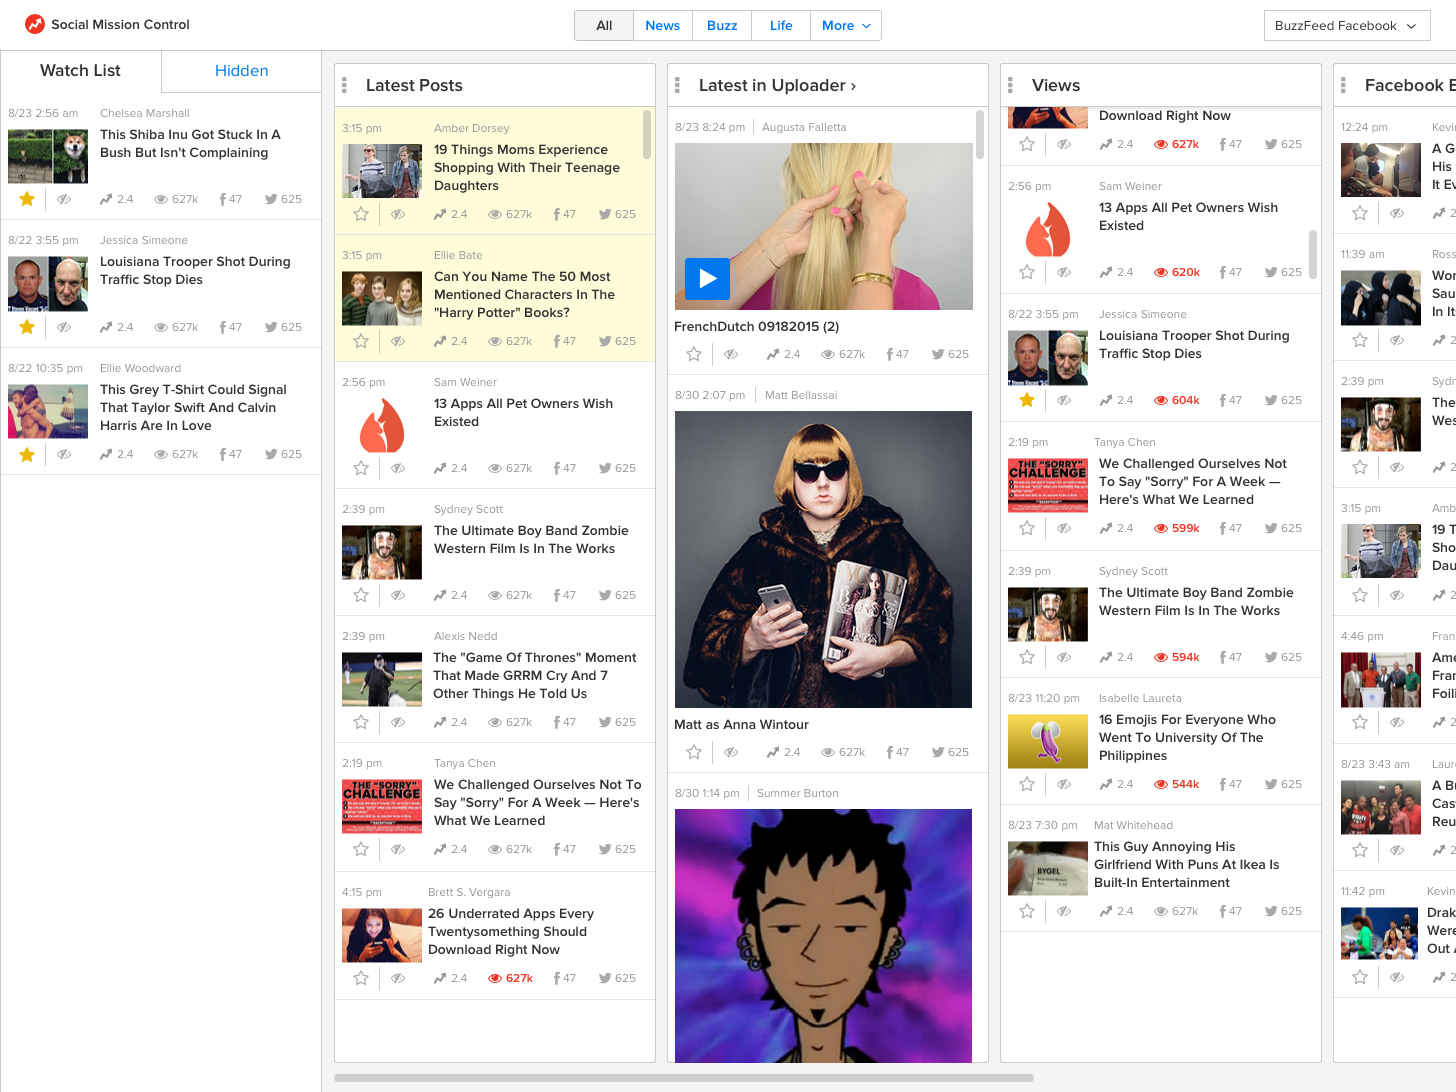 Social Mission Control
All
News
Buzz
Life
More
BuzzFeed Facebook
Watch List
Hidden
8/23 2:56 am
Chelsea Marshall
This Shiba Inu Got Stuck In A
Bush But Isn't Complaining
2.4
627k
47
625
8/22 3:55 pm
Jessica Simeone
Louisiana Trooper Shot During
Traffic Stop Dies
2.4
627k
47
625
8/22 10:35 pm
Ellie Woodward
This Grey T-Shirt Could Signal
That Taylor Swift And Calvin
Harris Are In Love
2.4
627k
47
625
Latest Posts
3:15 pm
Amber Dorsey
19 Things Moms Experience
Shopping With Their Teenage
Daughters
2.4
627k
47
625
3:15 pm
Ellie Bate
Can You Name The 50 Most
Mentioned Characters In The
"Harry Potter" Books?
2.4
627k
47
625
2:56 pm
Sam Weiner
13 Apps All Pet Owners Wish
Existed
2.4
627k
47
625
2:39 pm
Sydney Scott
The Ultimate Boy Band Zombie
Western Film Is In The Works
2.4
627k
47
625
2:39 pm
Alexis Nedd
The "Game Of Thrones" Moment
That Made GRRM Cry And 7
Other Things He Told Us
2.4
627k
47
625
2:19 pm
Tanya Chen
THE "SORRY"
CHALLENGE
We Challenged Ourselves Not To
Say "Sorry" For A Week — Here's
What We Learned
2.4
627k
47
625
4:15 pm
Brett S. Vergara
26 Underrated Apps Every
Twentysomething Should
Download Right Now
2.4
627k
47
625
Latest in Uploader ›
8/23 8:24 pm
Augusta Falletta
FrenchDutch 09182015 (2)
2.4
627k
47
625
8/30 2:07 pm
Matt Bellassai
Matt as Anna Wintour
2.4
627k
47
625
8/30 1:14 pm
Summer Burton
Views
Download Right Now
2.4
627k
47
625
2:56 pm
Sam Weiner
13 Apps All Pet Owners Wish
Existed
2.4
620k
47
625
8/22 3:55 pm
Jessica Simeone
Louisiana Trooper Shot During
Traffic Stop Dies
2.4
604k
47
625
2:19 pm
Tanya Chen
THE "SORRY"
CHALLENGE
We Challenged Ourselves Not
To Say "Sorry" For A Week —
Here's What We Learned
2.4
599k
47
625
2:39 pm
Sydney Scott
The Ultimate Boy Band Zombie
Western Film Is In The Works
2.4
594k
47
625
8/23 11:20 pm
Isabelle Laureta
16 Emojis For Everyone Who
Went To University Of The
Philippines
2.4
544k
47
625
8/23 7:30 pm
Mat Whitehead
BYGEL
This Guy Annoying His
Girlfriend With Puns At Ikea Is
Built-In Entertainment
2.4
627k
47
625
Facebook
12:24 pm
Kevin
A G
His
It Ev
2
11:39 am
Ross
Wor
Sau
In It
2
2:39 pm
Sydn
The
Wes
2
3:15 pm
Amb
19 T
Sho
Dau
2
4:46 pm
Fran
Ame
Fran
Foili
2
8/23 3:43 am
Laure
A Bu
Cas
Reu
2
11:42 pm
Kevin
Drak
Were
Out
2